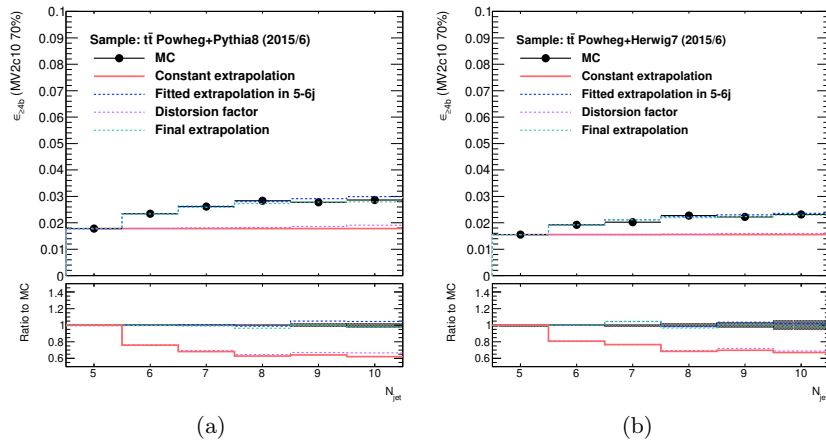 ε≥4b (MV2c10 70%)
0.1
0.09
0.08
0.07
0.06
0.05
0.04
0.03
0.02
0.01
0
Sample: tt̄ Powheg+Pythia8 (2015/6)
MC
Constant extrapolation
Fitted extrapolation in 5-6j
Distorsion factor
Final extrapolation
Ratio to MC
1.4
1.2
1
0.8
0.6
5 6 7 8 9 10
Njet
(a)
ε≥4b (MV2c10 70%)
0.1
0.09
0.08
0.07
0.06
0.05
0.04
0.03
0.02
0.01
0
Sample: tt̄ Powheg+Herwig7 (2015/6)
MC
Constant extrapolation
Fitted extrapolation in 5-6j
Distorsion factor
Final extrapolation
Ratio to MC
1.4
1.2
1
0.8
0.6
5 6 7 8 9 10
Njet
(b)